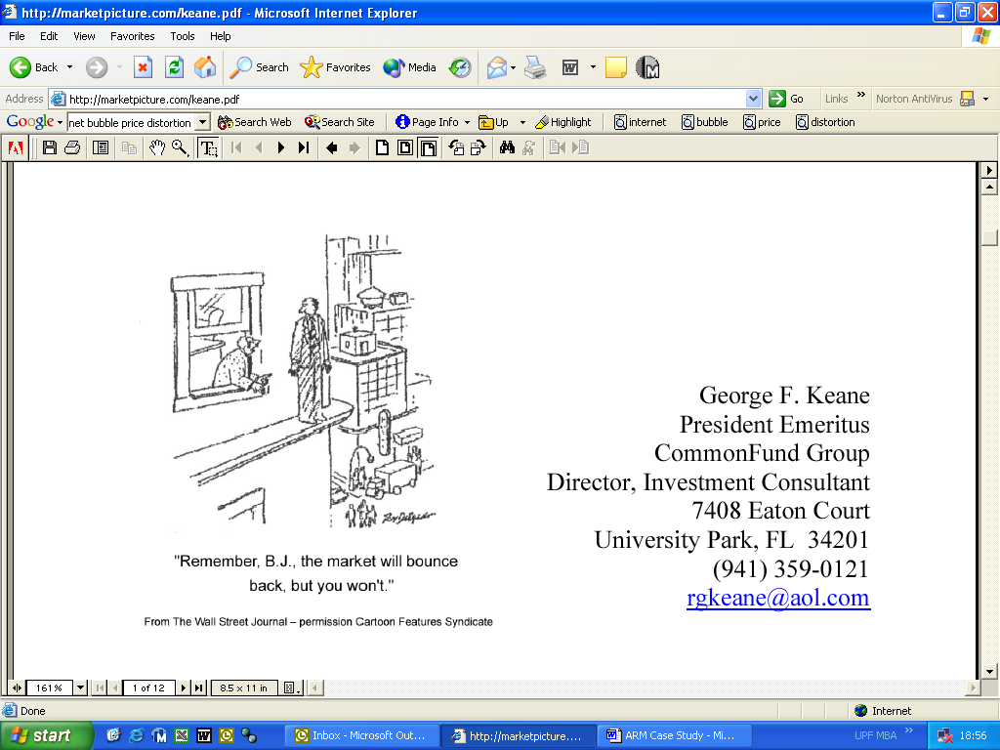 http://marketpicture.com/keane.pdf - Microsoft Internet Explorer
File Edit View Favorites Tools Help
Back Search Favorites Media
Address http://marketpicture.com/keane.pdf Go Links » Norton AntiVirus
Google net bubble price distortion Search Web Search Site Page Info Up Highlight internet bubble price distortion
"Remember, B.J., the market will bounce
back, but you won't."
From The Wall Street Journal – permission Cartoon Features Syndicate
George F. Keane
President Emeritus
CommonFund Group
Director, Investment Consultant
7408 Eaton Court
University Park, FL 34201
(941) 359-0121
rgkeane@aol.com
161% 1 of 12 8.5 x 11 in
Done Internet
start Inbox - Microsoft Out... http://marketpicture.... ARM Case Study - Mi... UPF MBA » 18:56